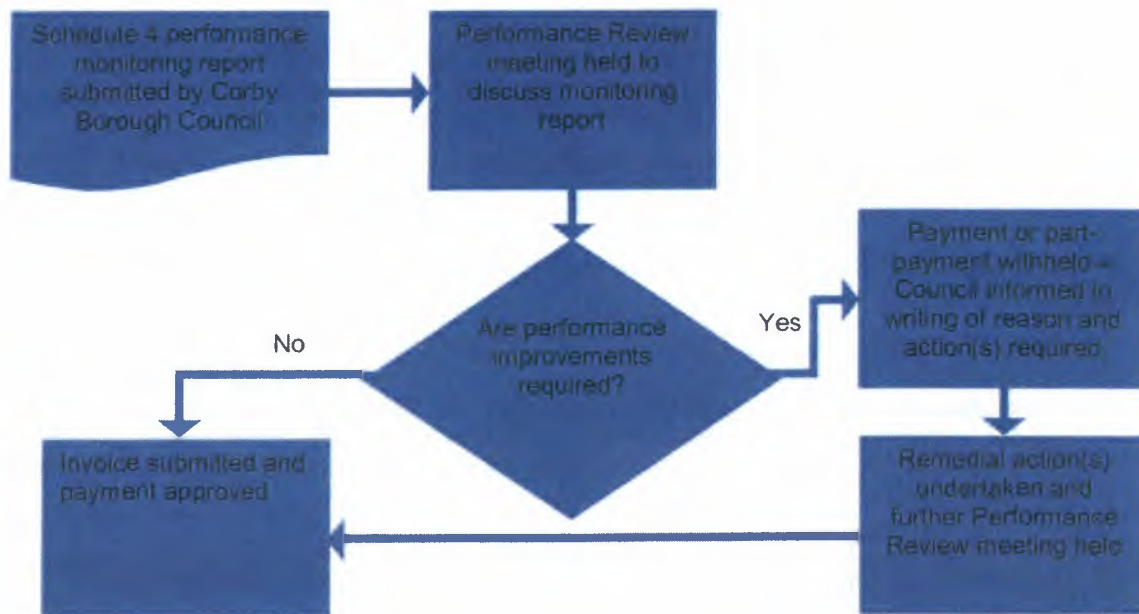 Schedule 4 performance
monitoring report
submitted by Corby
Borough Council
Performance Review
meeting held to
discuss monitoring
report
Are performance
improvements
required?
No
Yes
Payment or part-
payment withheld –
Council informed in
writing of reason and
action(s) required
Remedial action(s)
undertaken and
further Performance
Review meeting held
Invoice submitted and
payment approved